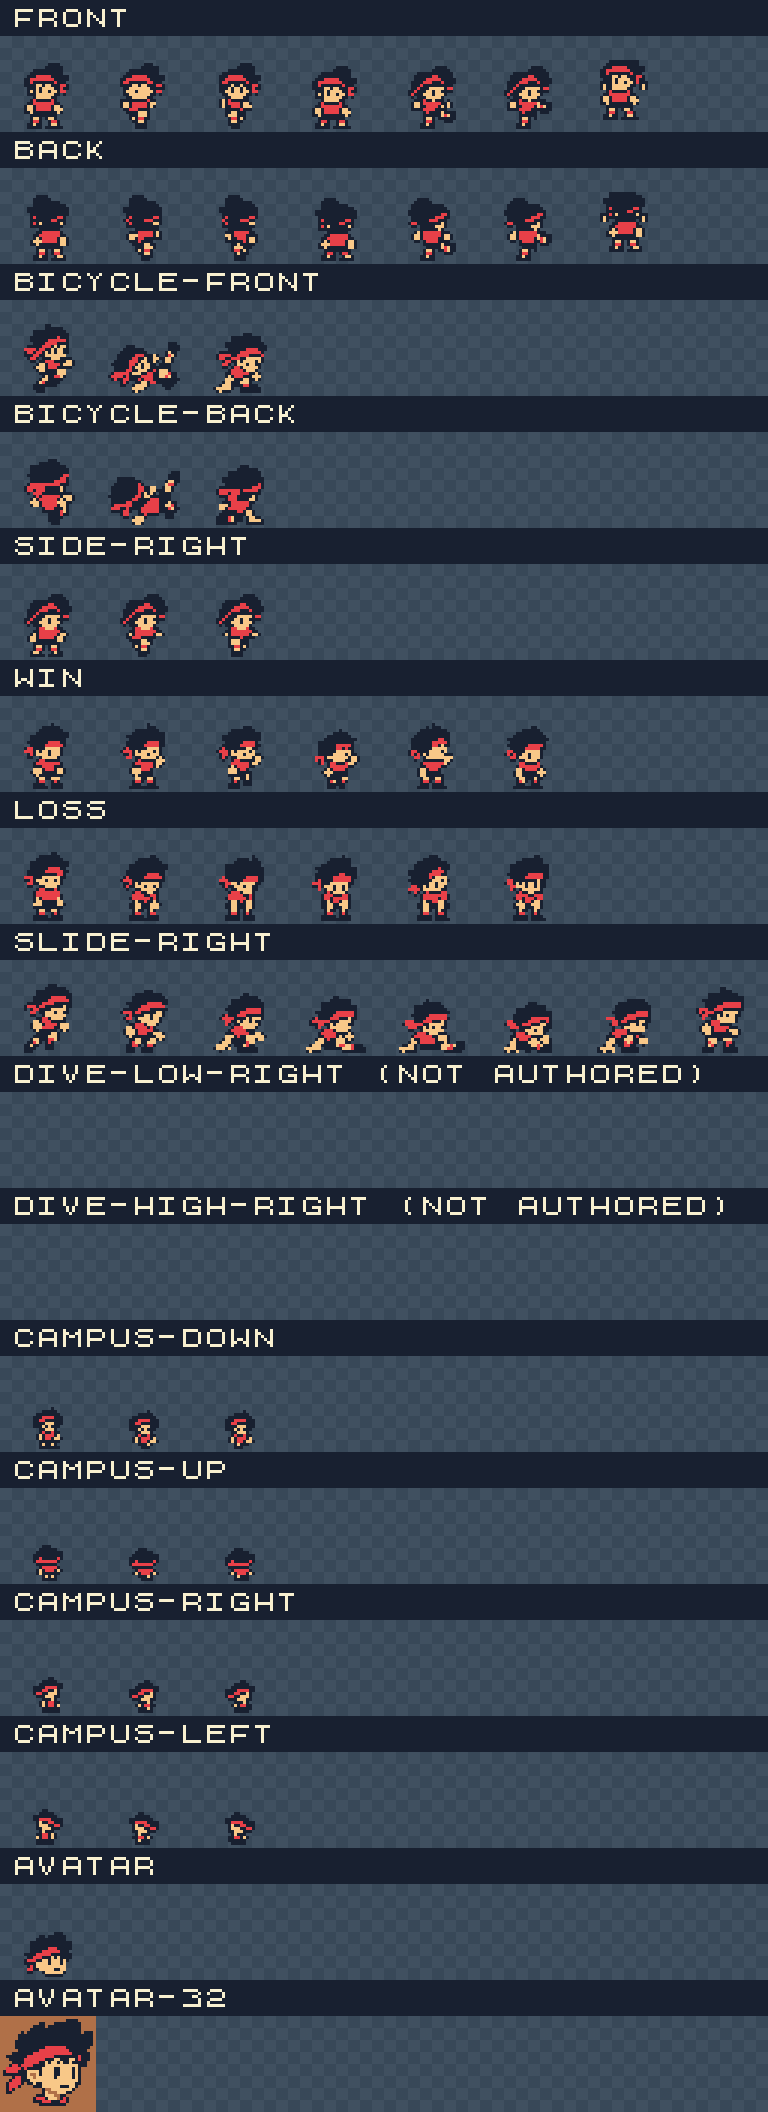 FRONT
BACK
BICYCLE-FRONT
BICYCLE-BACK
SIDE-RIGHT
WIN
LOSS
SLIDE-RIGHT
DIVE-LOW-RIGHT (NOT AUTHORED)
DIVE-HIGH-RIGHT (NOT AUTHORED)
CAMPUS-DOWN
CAMPUS-UP
CAMPUS-RIGHT
CAMPUS-LEFT
AVATAR
AVATAR-32